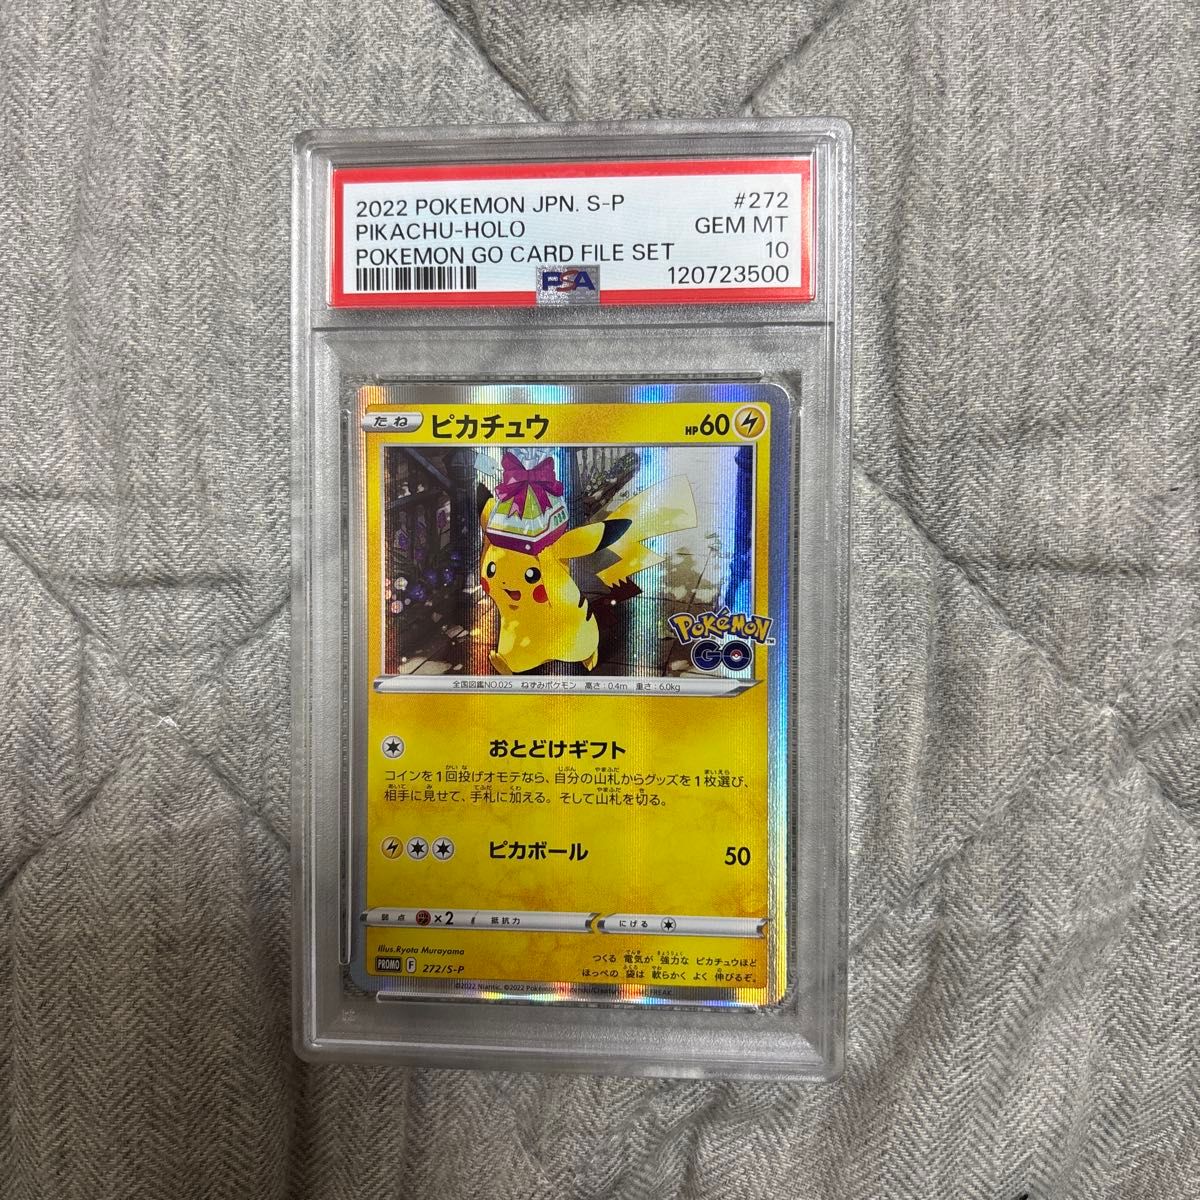 2022 POKEMON JPN. S-P #272
PIKACHU-HOLO GEM MT
POKEMON GO CARD FILE SET 10
PSA 120723500
たね ピカチュウ HP60
POKéMON
GO
全国図鑑NO.025 ねずみポケモン 高さ:0.4m 重さ:6.0kg
おとどけギフト
コインを1回投げオモテなら、自分の山札からグッズを1枚選び、
相手に見せて、手札に加える。そして山札を切る。
ピカボール 50
弱点 ×2 抵抗力 にげる
Illus.Ryota Murayama
PROMO F 272/S-P
つくる 電気が 強力な ピカチュウほど
ほっぺの 袋は 軟らかく よく 伸びるぞ。
©2022 Niantic. ©2022 Pokémon/Nintendo/Creatures
FREAK